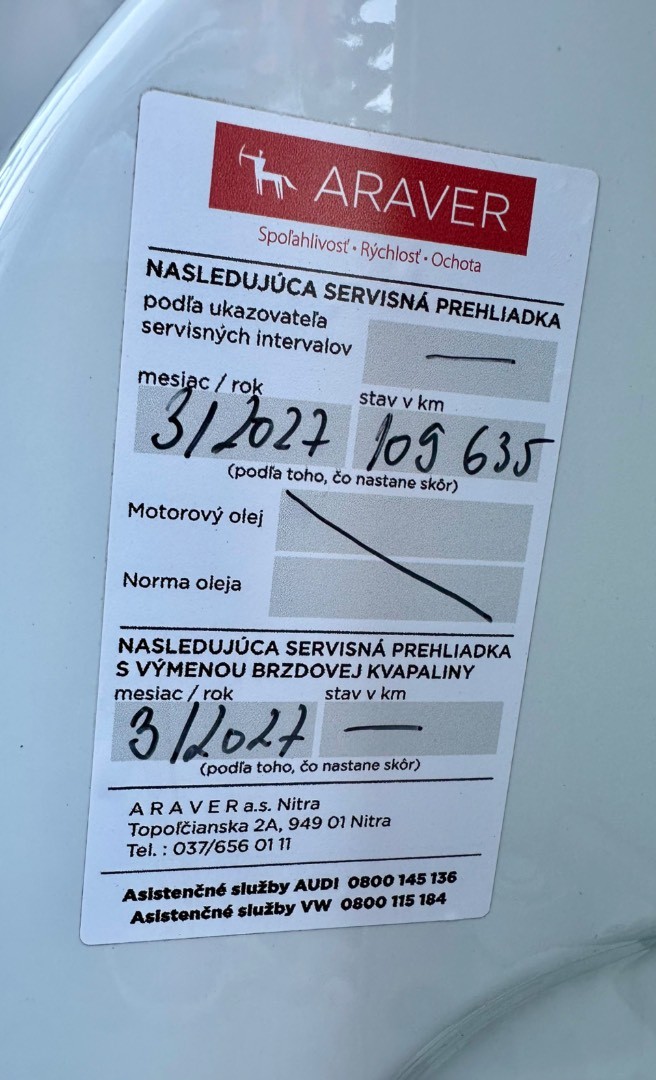 ARAVER
Spoľahlivosť • Rýchlosť • Ochota
NASLEDUJÚCA SERVISNÁ PREHLIADKA
podľa ukazovateľa
servisných intervalov —
mesiac / rok stav v km
3/2027 109 635
(podľa toho, čo nastane skôr)
Motorový olej
Norma oleja
NASLEDUJÚCA SERVISNÁ PREHLIADKA
S VÝMENOU BRZDOVEJ KVAPALINY
mesiac / rok stav v km
3/2027 —
(podľa toho, čo nastane skôr)
A R A V E R a.s. Nitra
Topoľčianska 2A, 949 01 Nitra
Tel. : 037/656 01 11
Asistenčné služby AUDI 0800 145 136
Asistenčné služby VW 0800 115 184